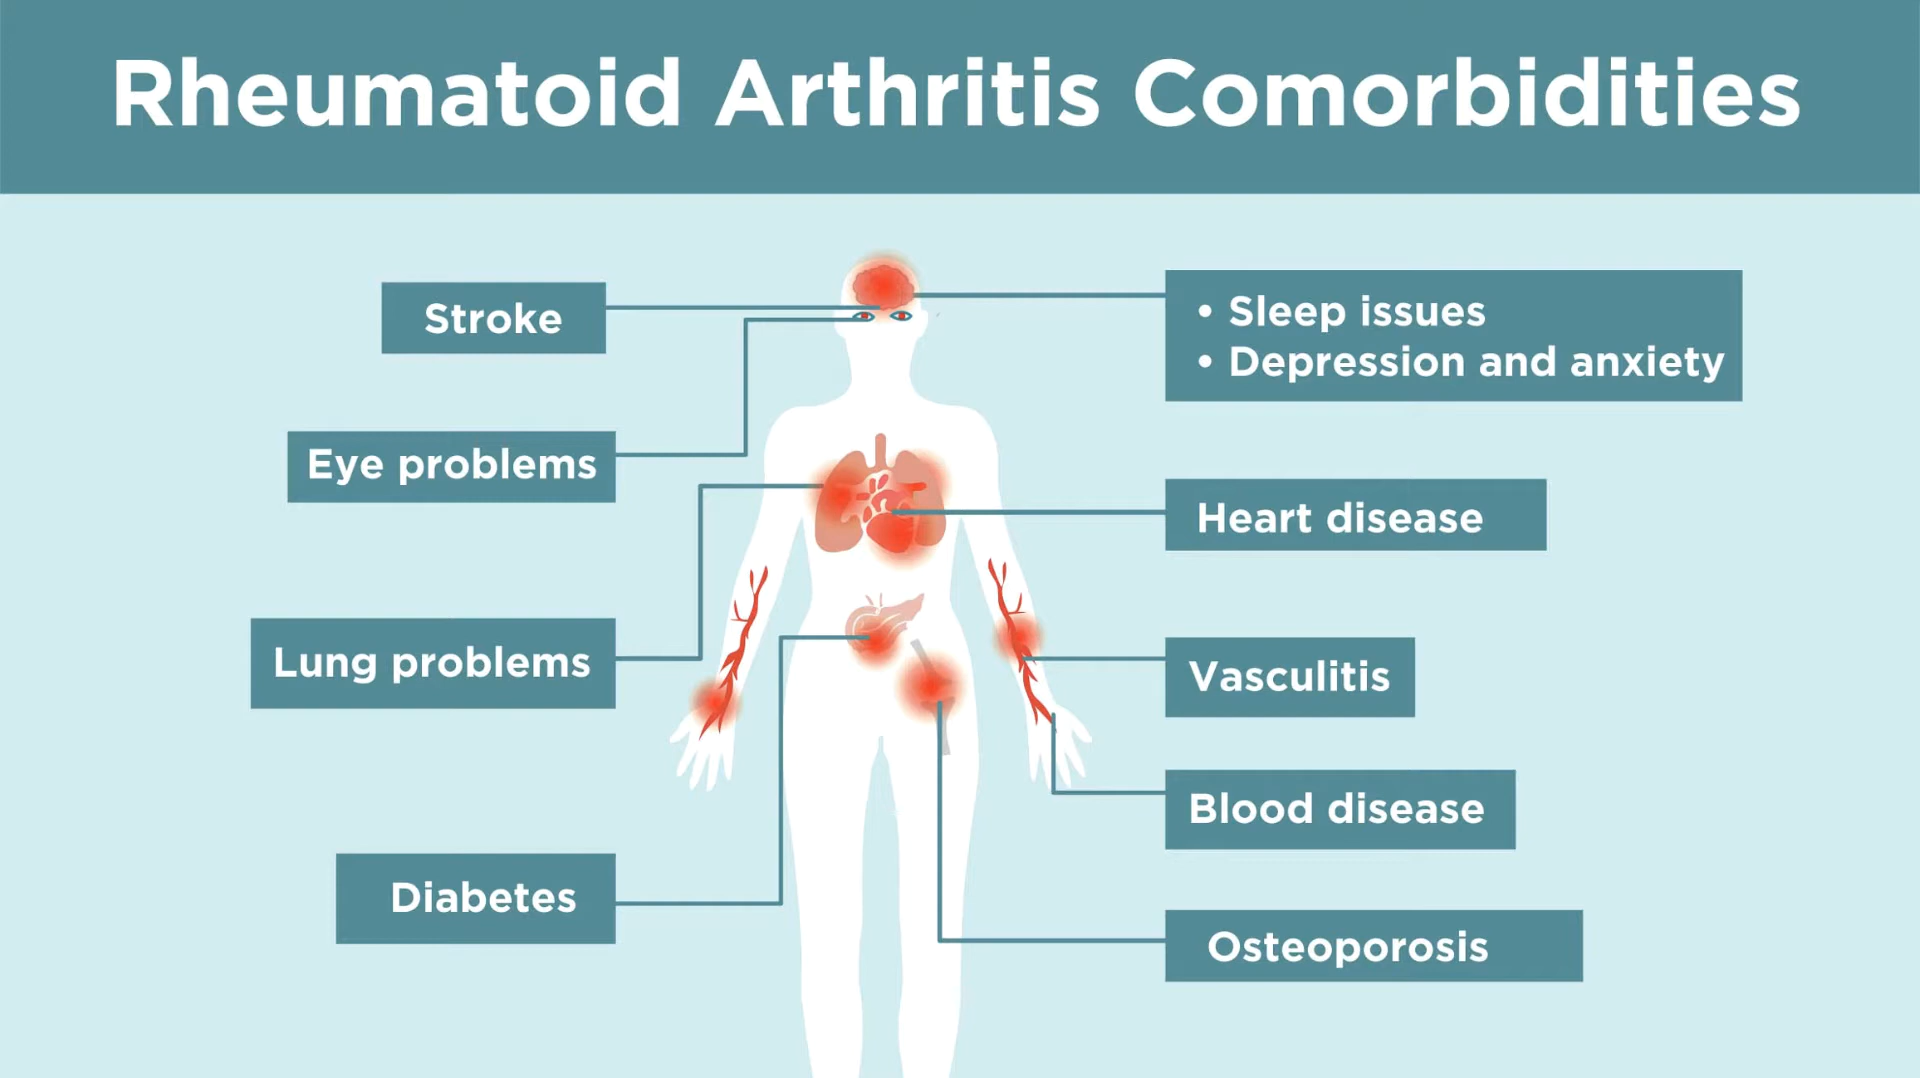 Rheumatoid Arthritis Comorbidities
Stroke
Eye problems
Lung problems
Diabetes
• Sleep issues
• Depression and anxiety
Heart disease
Vasculitis
Blood disease
Osteoporosis